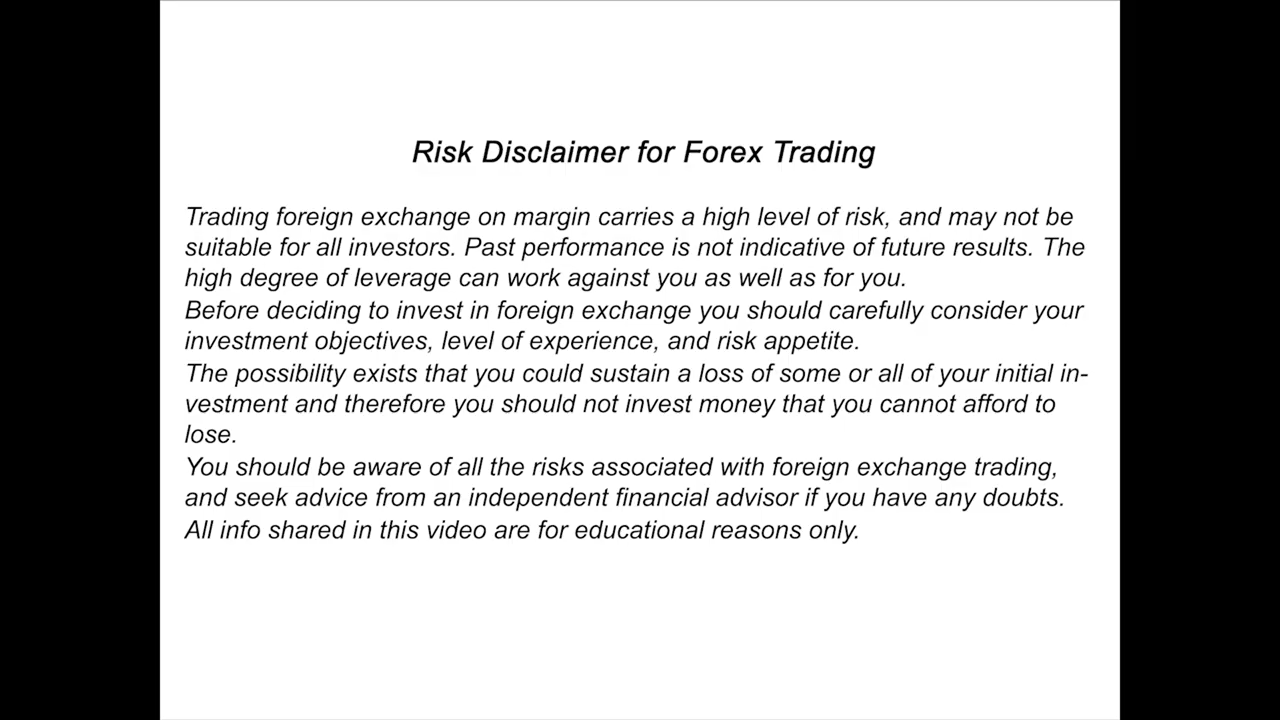 Risk Disclaimer for Forex Trading
Trading foreign exchange on margin carries a high level of risk, and may not be
suitable for all investors. Past performance is not indicative of future results. The
high degree of leverage can work against you as well as for you.
Before deciding to invest in foreign exchange you should carefully consider your
investment objectives, level of experience, and risk appetite.
The possibility exists that you could sustain a loss of some or all of your initial in-
vestment and therefore you should not invest money that you cannot afford to
lose.
You should be aware of all the risks associated with foreign exchange trading,
and seek advice from an independent financial advisor if you have any doubts.
All info shared in this video are for educational reasons only.